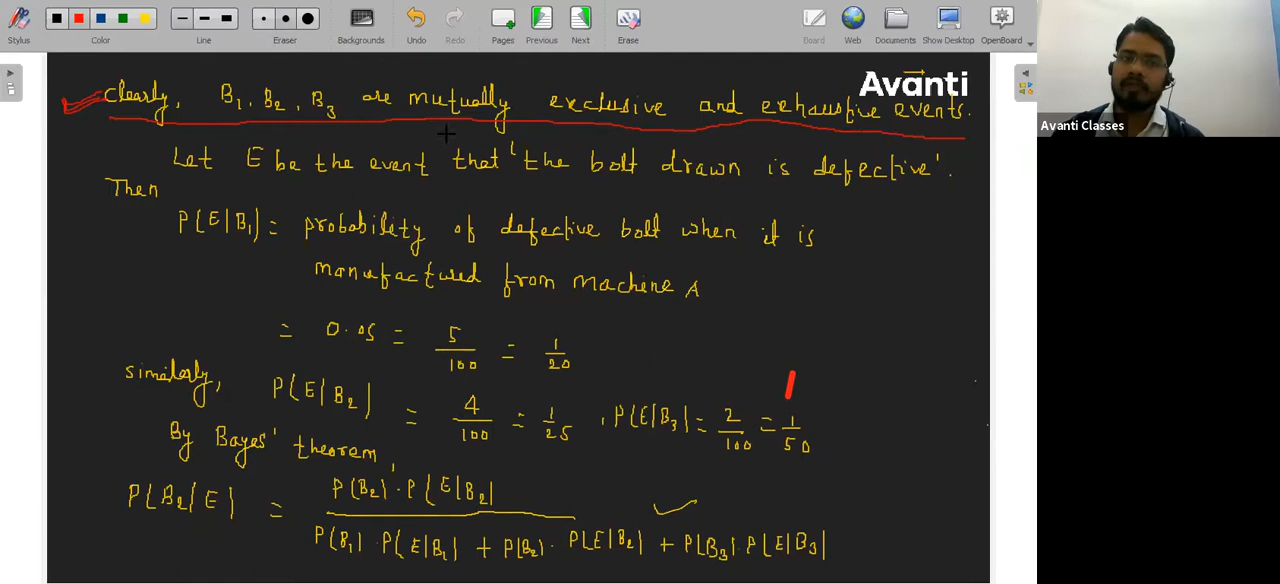 Stylus Color Line Eraser Backgrounds Undo Redo Pages Previous Next Erase Board Web Documents Show Desktop OpenBoard
Avanti
Clearly, B1, B2, B3 are mutually exclusive and exhaustive events.
Avanti Classes
Let E be the event that 'the bolt drawn is defective'.
Then
P(E|B1) = probability of defective bolt when it is
manufactured from machine A
= 0.05 = 5/100 = 1/20
similarly, P(E|B2) = 4/100 = 1/25 , P(E|B3) = 2/100 = 1/50
By Bayes' theorem,
P(B2|E) = P(B2) · P(E|B2) / P(B1) · P(E|B1) + P(B2) · P(E|B2) + P(B3) · P(E|B3)